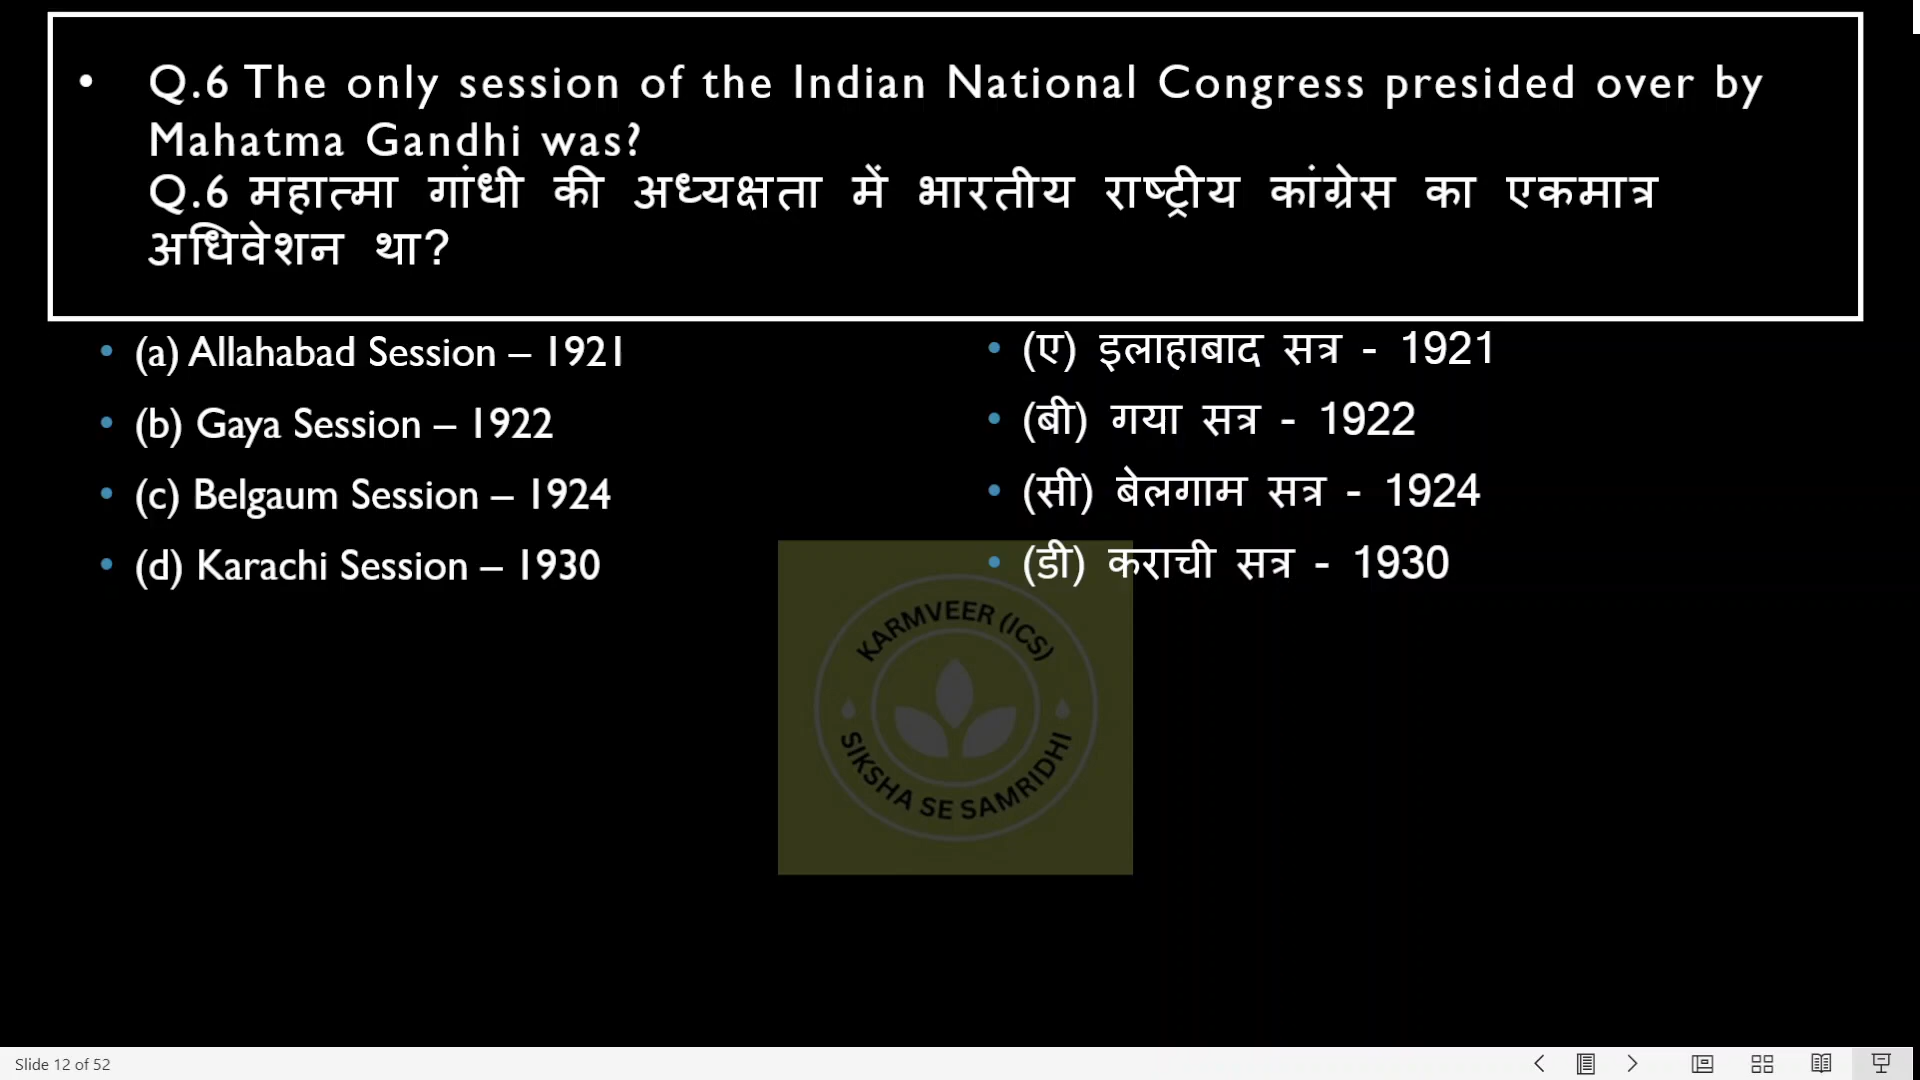 • Q.6 The only session of the Indian National Congress presided over by
Mahatma Gandhi was?
Q.6 महात्मा गांधी की अध्यक्षता में भारतीय राष्ट्रीय कांग्रेस का एकमात्र
अधिवेशन था?
• (a) Allahabad Session – 1921
• (b) Gaya Session – 1922
• (c) Belgaum Session – 1924
• (d) Karachi Session – 1930
• (ए) इलाहाबाद सत्र - 1921
• (बी) गया सत्र - 1922
• (सी) बेलगाम सत्र - 1924
• (डी) कराची सत्र - 1930
KARMVEER (ICS)
SIKSHA SE SAMRIDHI
Slide 12 of 52